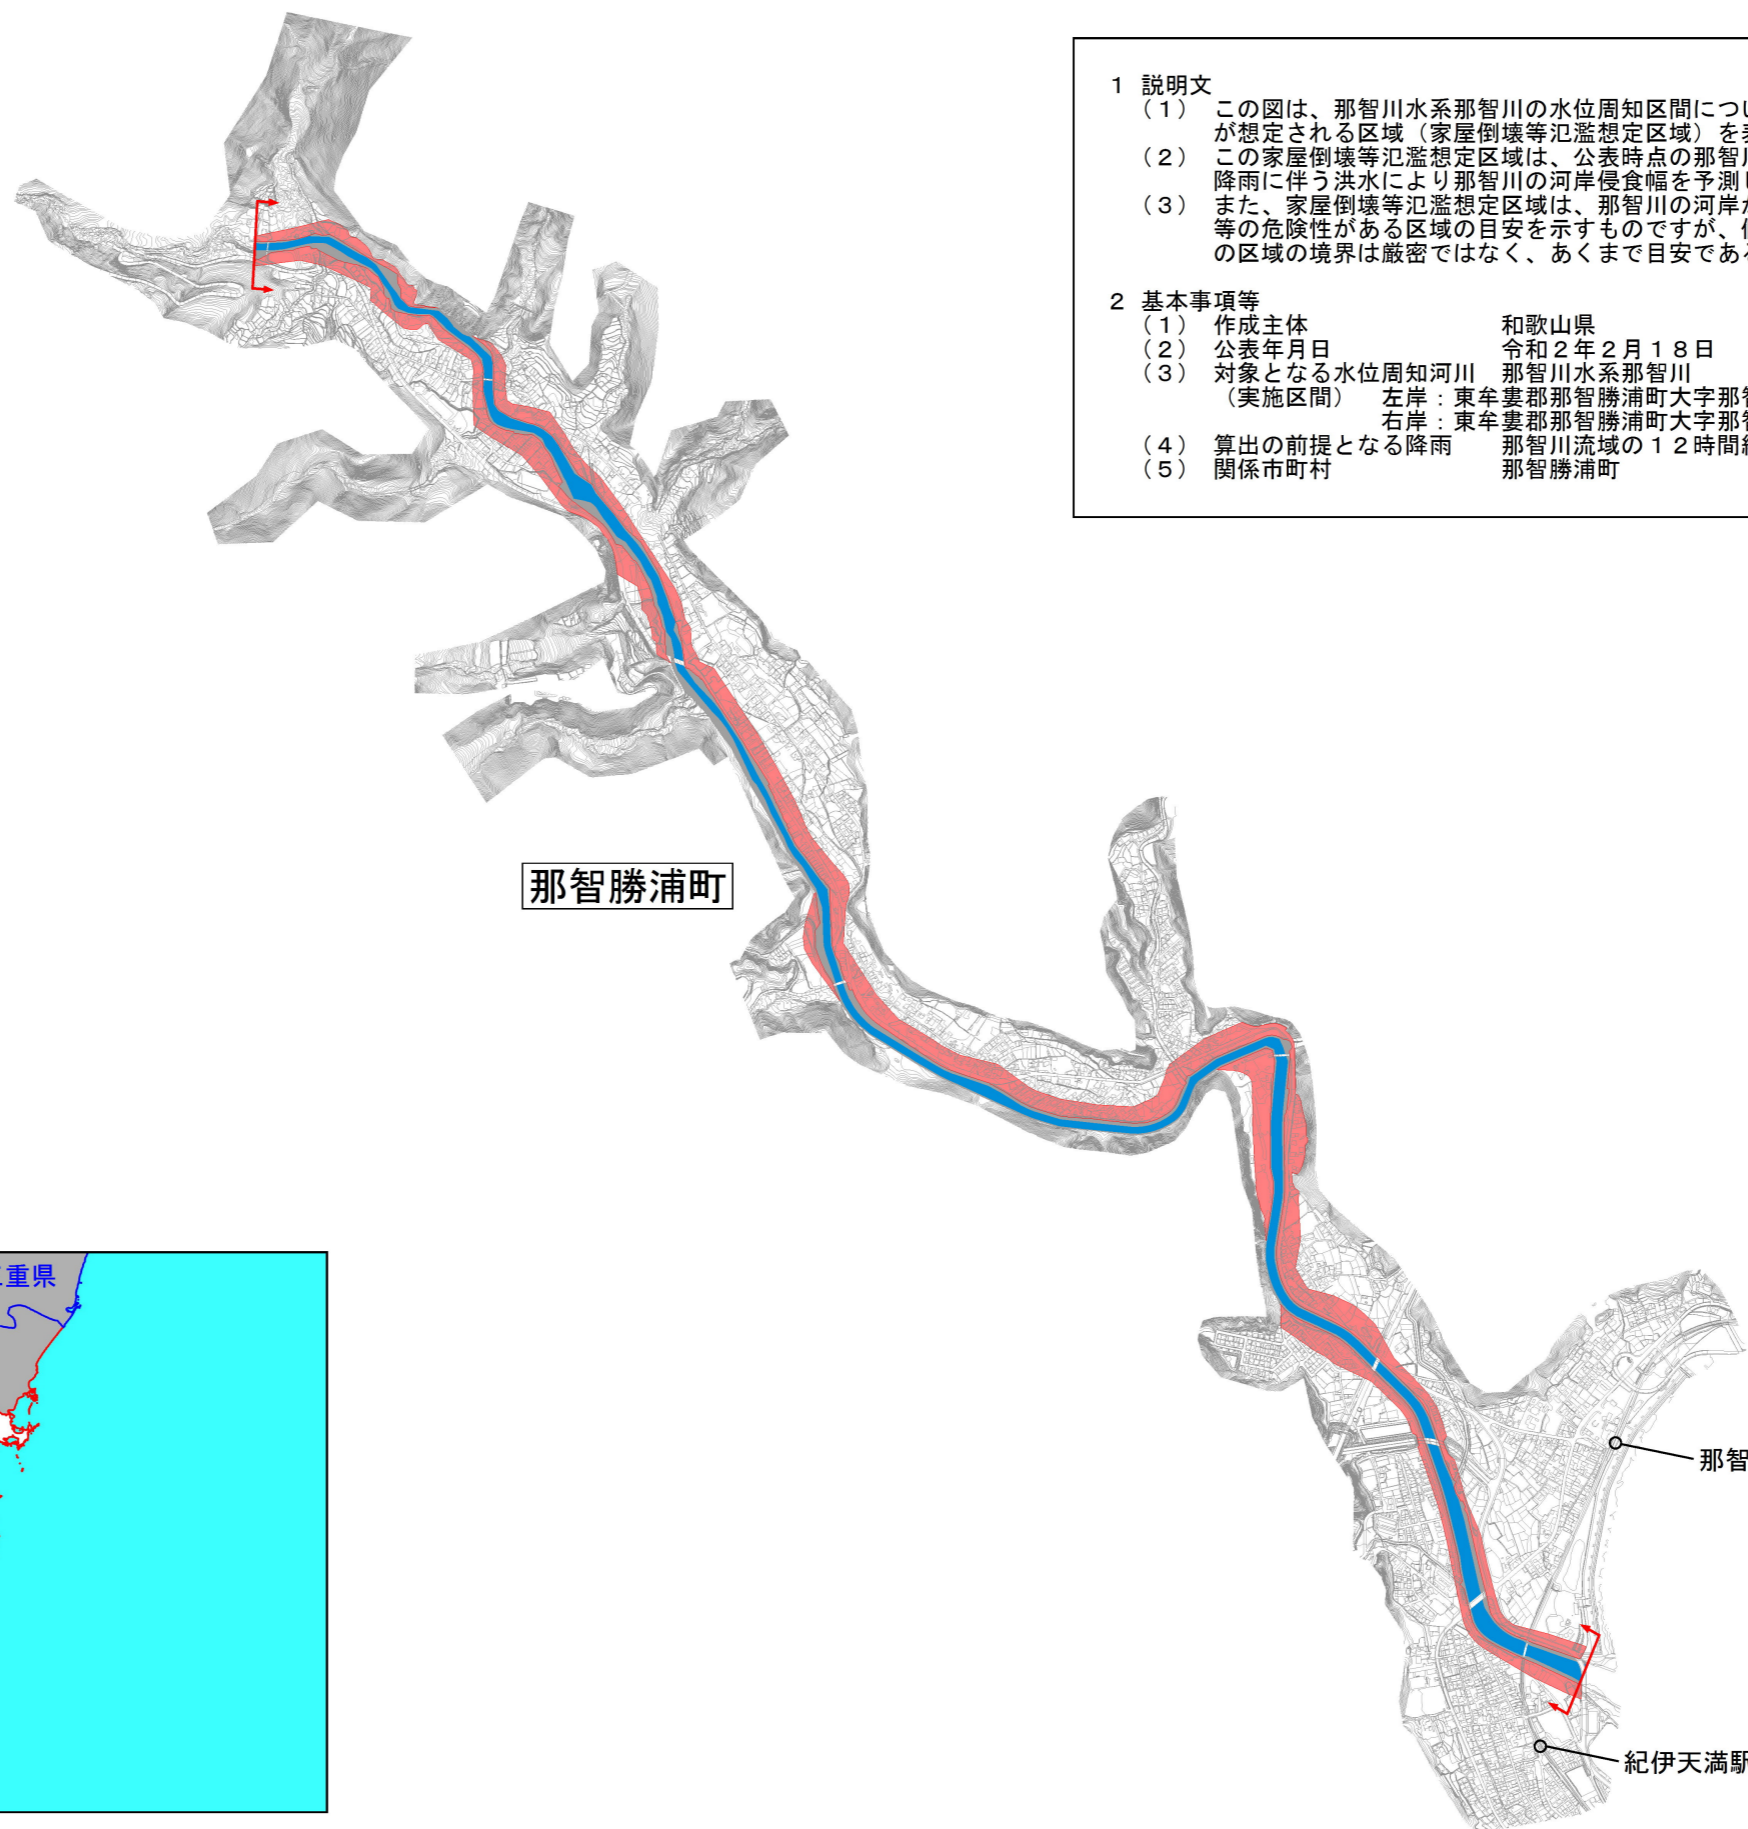 1 説明文
（1） この図は、那智川水系那智川の水位周知区間につい
が想定される区域（家屋倒壊等氾濫想定区域）を
（2） この家屋倒壊等氾濫想定区域は、公表時点の那智
降雨に伴う洪水により那智川の河岸侵食幅を予測
（3） また、家屋倒壊等氾濫想定区域は、那智川の河岸
等の危険性がある区域の目安を示すものですが、
の区域の境界は厳密ではなく、あくまで目安であ
2 基本事項等
（1） 作成主体 和歌山県
（2） 公表年月日 令和２年２月１８日
（3） 対象となる水位周知河川 那智川水系那智川
（実施区間） 左岸：東牟婁郡那智勝浦町大字那智
右岸：東牟婁郡那智勝浦町大字那智
（4） 算出の前提となる降雨 那智川流域の１２時間
（5）関係市町村 那智勝浦町
那智勝浦町
重県
那智
紀伊天満駅